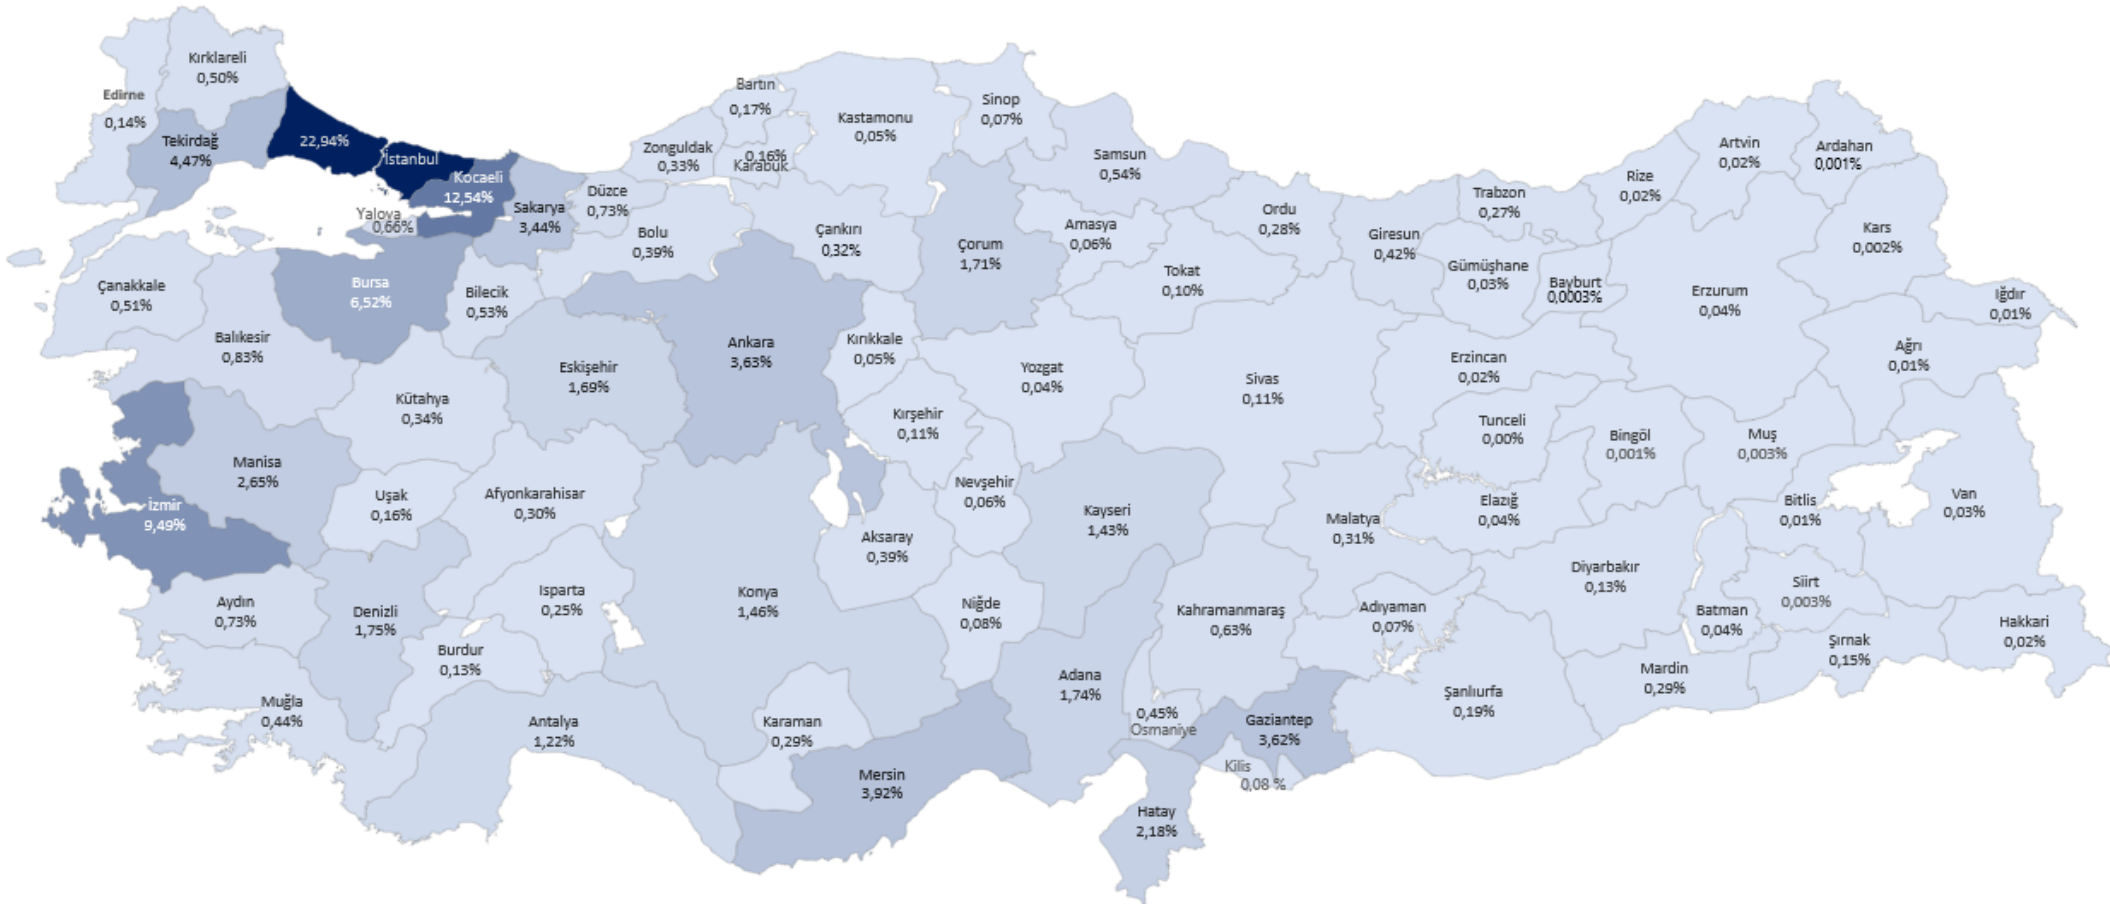 Kırklareli
0,50%
Edirne
0,14%
Tekirdağ
4,47%
22,94%
İstanbul
Kocaeli
12,54%
Yalova
0,66%
Sakarya
3,44%
Düzce
0,73%
Bolu
0,39%
Zonguldak
0,33%
Bartın
0,17%
0,16%
Karabük
Kastamonu
0,05%
Sinop
0,07%
Çankırı
0,32%
Çorum
1,71%
Samsun
0,54%
Amasya
0,06%
Tokat
0,10%
Ordu
0,28%
Giresun
0,42%
Trabzon
0,27%
Gümüşhane
0,03%
Bayburt
0,0003%
Rize
0,02%
Artvin
0,02%
Ardahan
0,001%
Kars
0,002%
Iğdır
0,01%
Ağrı
0,01%
Erzurum
0,04%
Erzincan
0,02%
Çanakkale
0,51%
Balıkesir
0,83%
Bursa
6,52%
Bilecik
0,53%
Kütahya
0,34%
Eskişehir
1,69%
Ankara
3,63%
Kırıkkale
0,05%
Kırşehir
0,11%
Yozgat
0,04%
Sivas
0,11%
Tunceli
0,00%
Bingöl
0,001%
Muş
0,003%
Bitlis
0,01%
Van
0,03%
Manisa
2,65%
İzmir
9,49%
Uşak
0,16%
Afyonkarahisar
0,30%
Nevşehir
0,06%
Aksaray
0,39%
Kayseri
1,43%
Malatya
0,31%
Elazığ
0,04%
Diyarbakır
0,13%
Batman
0,04%
Siirt
0,003%
Şırnak
0,15%
Hakkari
0,02%
Aydın
0,73%
Denizli
1,75%
Isparta
0,25%
Burdur
0,13%
Konya
1,46%
Niğde
0,08%
Kahramanmaraş
0,63%
Adıyaman
0,07%
Şanlıurfa
0,19%
Mardin
0,29%
Muğla
0,44%
Antalya
1,22%
Karaman
0,29%
Mersin
3,92%
Adana
1,74%
0,45%
Osmaniye
Gaziantep
3,62%
Kilis
0,08 %
Hatay
2,18%